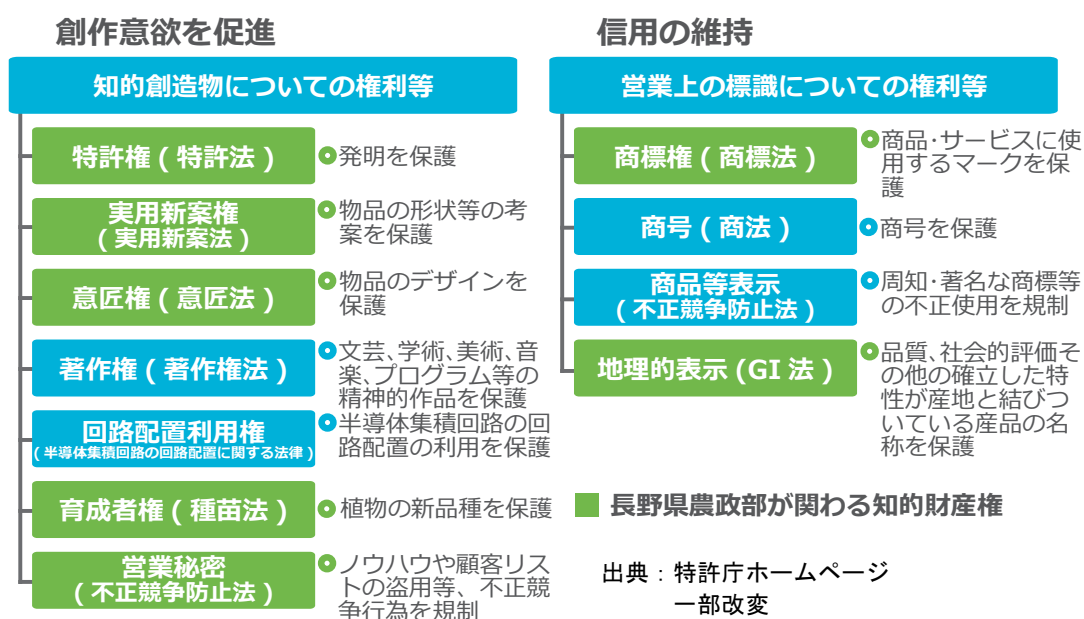 創作意欲を促進
知的創造物についての権利等
特許権 ( 特許法 )
発明を保護
実用新案権
( 実用新案法 )
物品の形状等の考
案を保護
意匠権 ( 意匠法 )
物品のデザインを
保護
著作権 ( 著作権法 )
文芸、学術、美術、音
楽、プログラム等の
精神的作品を保護
回路配置利用権
( 半導体集積回路の回路配置に関する法律 )
半導体集積回路の回
路配置の利用を保護
育成者権 ( 種苗法 )
植物の新品種を保護
営業秘密
( 不正競争防止法 )
ノウハウや顧客リス
トの盗用等、不正競
争行為を規制
信用の維持
営業上の標識についての権利等
商標権 ( 商標法 )
商品・サービスに使
用するマークを保
護
商号 ( 商法 )
商号を保護
商品等表示
( 不正競争防止法 )
周知・著名な商標等
の不正使用を規制
地理的表示 (GI 法 )
品質、社会的評価そ
の他の確立した特
性が産地と結びつ
いている産品の名
称を保護
長野県農政部が関わる知的財産権
出典：特許庁ホームページ
一部改変